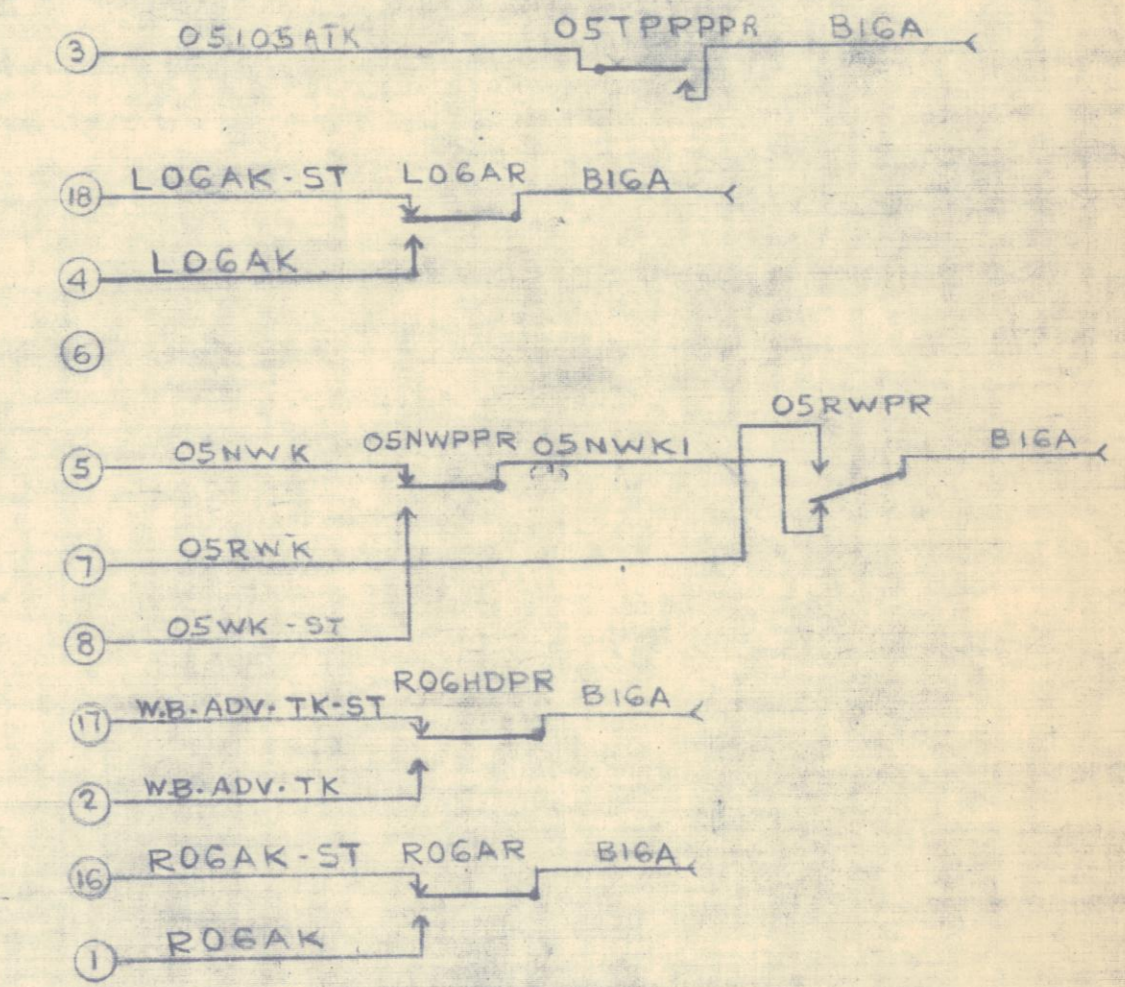 3 05105ATK 05TPPPPR B16A
18 L06AK-ST L06AR B16A
4 L06AK
6
05RWPR
5 05NWK 05NWPPR 05NWK1 B16A
7 05RWK
8 05WK-ST
17 W.B.ADV.TK-ST R06HDPR B16A
2 W.B.ADV.TK
16 R06AK-ST R06AR B16A
1 R06AK